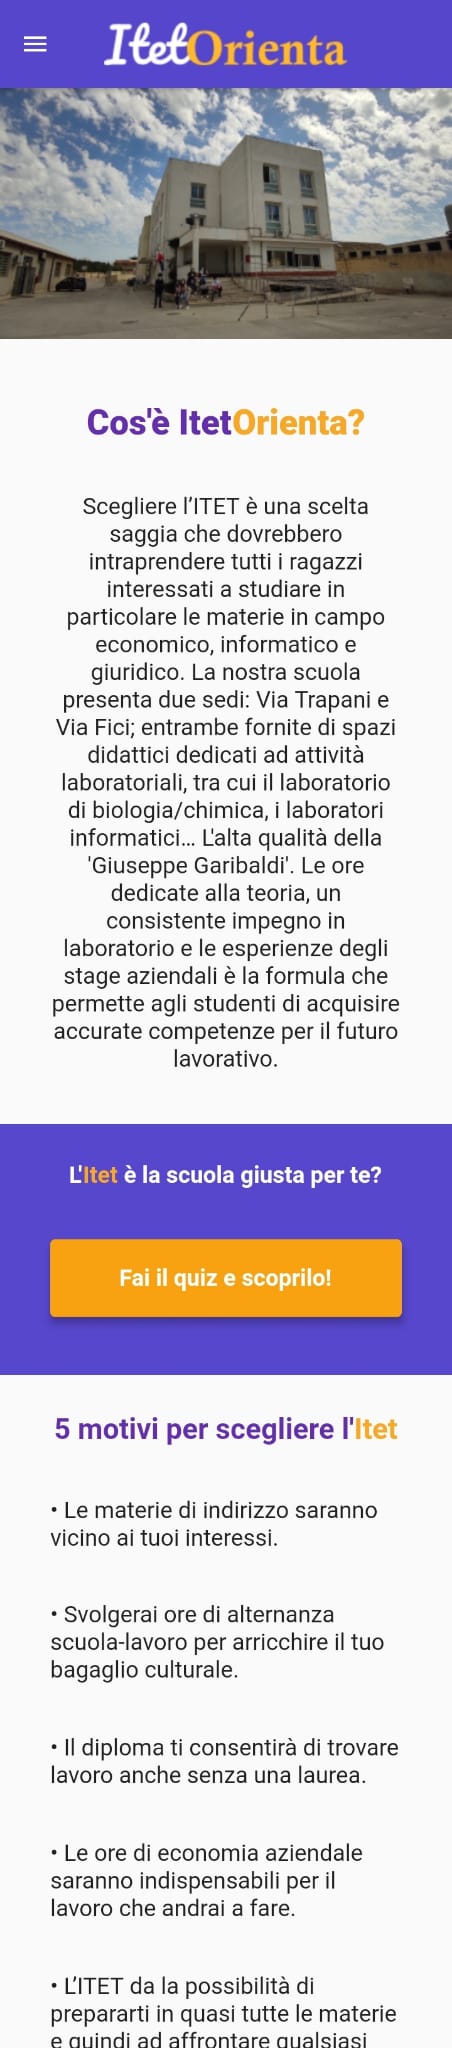 ItetOrienta
Cos'è ItetOrienta?
Scegliere l’ITET è una scelta
saggia che dovrebbero
intraprendere tutti i ragazzi
interessati a studiare in
particolare le materie in campo
economico, informatico e
giuridico. La nostra scuola
presenta due sedi: Via Trapani e
Via Fici; entrambe fornite di spazi
didattici dedicati ad attività
laboratoriali, tra cui il laboratorio
di biologia/chimica, i laboratori
informatici... L'alta qualità della
'Giuseppe Garibaldi'. Le ore
dedicate alla teoria, un
consistente impegno in
laboratorio e le esperienze degli
stage aziendali è la formula che
permette agli studenti di acquisire
accurate competenze per il futuro
lavorativo.
L'Itet è la scuola giusta per te?
Fai il quiz e scoprilo!
5 motivi per scegliere l'Itet
• Le materie di indirizzo saranno
vicino ai tuoi interessi.
• Svolgerai ore di alternanza
scuola-lavoro per arricchire il tuo
bagaglio culturale.
• Il diploma ti consentirà di trovare
lavoro anche senza una laurea.
• Le ore di economia aziendale
saranno indispensabili per il
lavoro che andrai a fare.
• L’ITET da la possibilità di
prepararti in quasi tutte le materie
e quindi ad affrontare qualsiasi